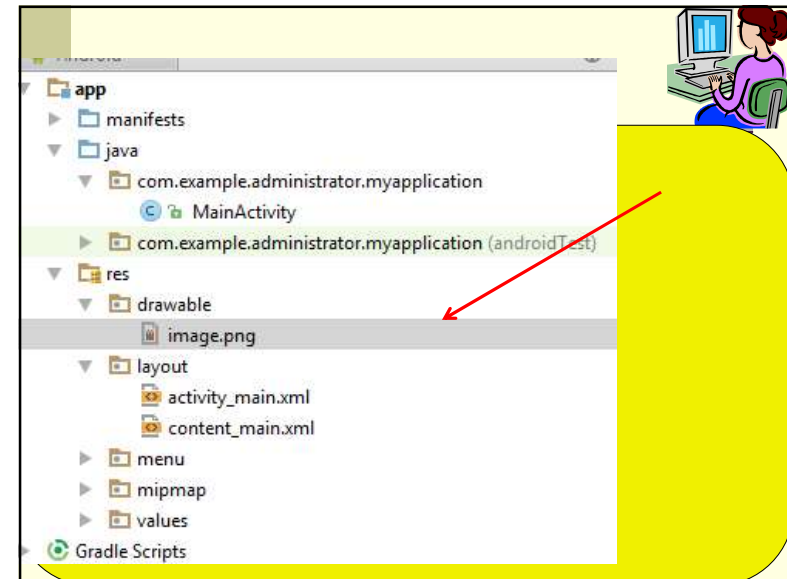 app
manifests
java
com.example.administrator.myapplication
MainActivity
com.example.administrator.myapplication (androidTest)
res
drawable
image.png
layout
activity_main.xml
content_main.xml
menu
mipmap
values
Gradle Scripts